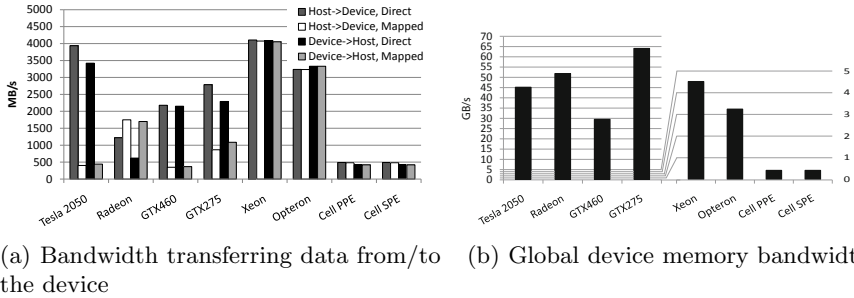 5000
4500
4000
3500
3000
2500
2000
1500
1000
500
0
MB/s
Host->Device, Direct
Host->Device, Mapped
Device->Host, Direct
Device->Host, Mapped
Tesla 2050
Radeon
GTX460
GTX275
Xeon
Opteron
Cell PPE
Cell SPE
(a) Bandwidth transferring data from/to
the device
70
65
60
55
50
45
40
35
30
25
20
15
10
5
0
GB/s
5
4
3
2
1
0
Tesla 2050
Radeon
GTX460
GTX275
Xeon
Opteron
Cell PPE
Cell SPE
(b) Global device memory bandwidt